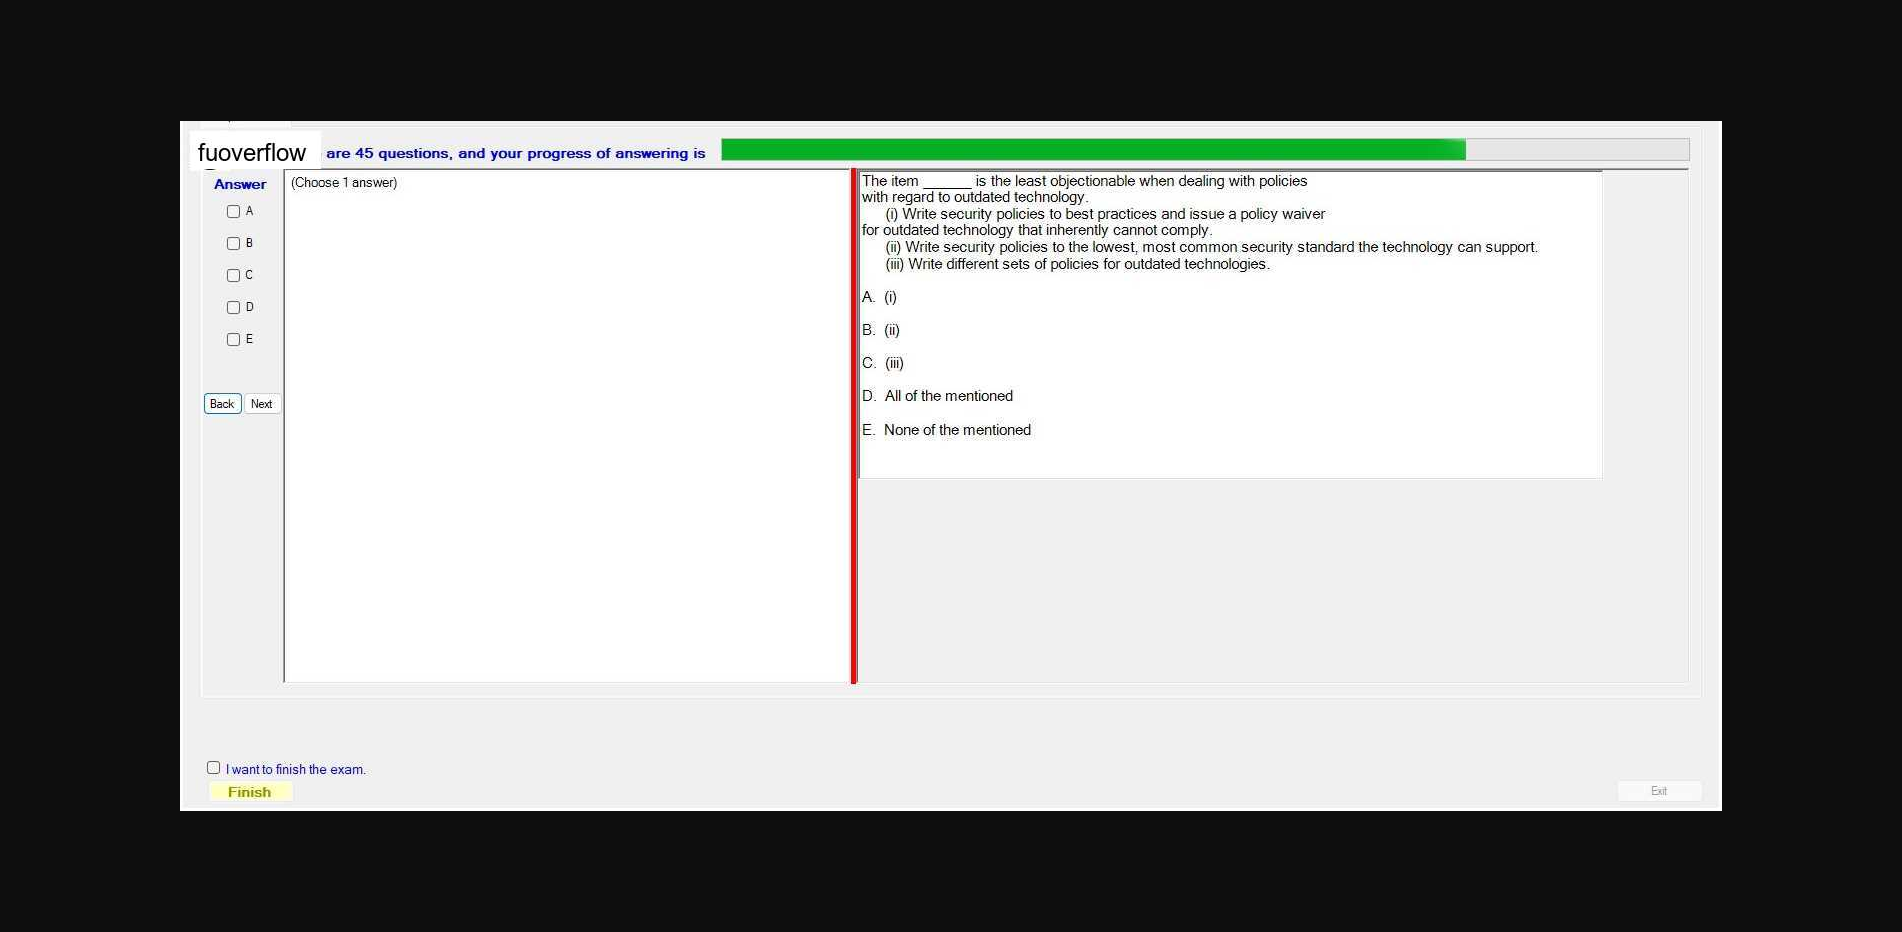 fuoverflow are 45 questions, and your progress of answering is
Answer
(Choose 1 answer)
A
B
C
D
E
Back Next
The item ______ is the least objectionable when dealing with policies
with regard to outdated technology.
(i) Write security policies to best practices and issue a policy waiver
for outdated technology that inherently cannot comply.
(ii) Write security policies to the lowest, most common security standard the technology can support.
(iii) Write different sets of policies for outdated technologies.
A. (i)
B. (ii)
C. (iii)
D. All of the mentioned
E. None of the mentioned
I want to finish the exam.
Finish
Exit